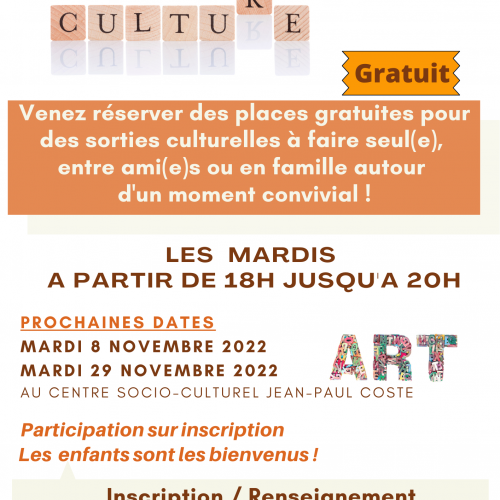 CULTURE
Gratuit
Venez réserver des places gratuites pour
des sorties culturelles à faire seul(e),
entre ami(e)s ou en famille autour
d'un moment convivial !
LES MARDIS
A PARTIR DE 18H JUSQU'A 20H
PROCHAINES DATES
MARDI 8 NOVEMBRE 2022
MARDI 29 NOVEMBRE 2022
ART
AU CENTRE SOCIO-CULTUREL JEAN-PAUL COSTE
Participation sur inscription
Les enfants sont les bienvenus !
Inscription / Renseignement